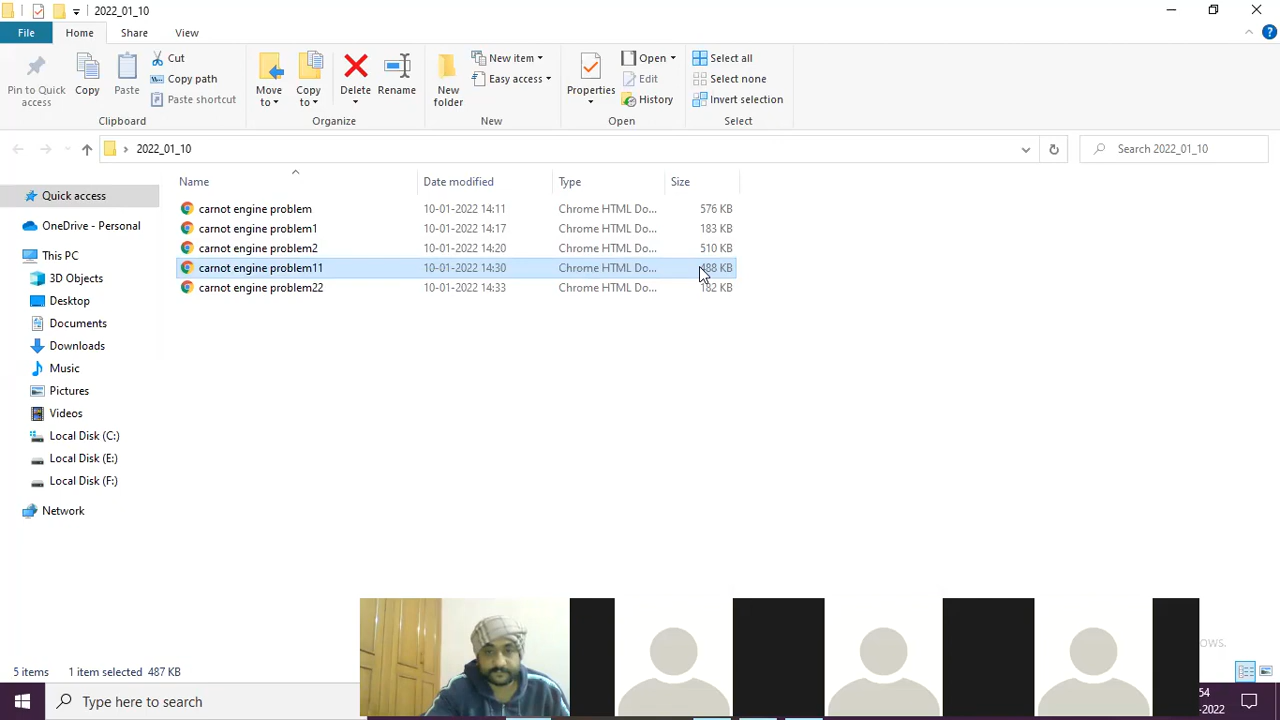 2022_01_10
File Home Share View
Pin to Quick access
Copy
Paste
Cut
Copy path
Paste shortcut
Clipboard
Move to
Copy to
Delete
Rename
Organize
New folder
New item
Easy access
New
Properties
Open
Edit
History
Open
Select all
Select none
Invert selection
Select
2022_01_10
Search 2022_01_10
Name Date modified Type Size
carnot engine problem 10-01-2022 14:11 Chrome HTML Do... 576 KB
carnot engine problem1 10-01-2022 14:17 Chrome HTML Do... 183 KB
carnot engine problem2 10-01-2022 14:20 Chrome HTML Do... 510 KB
carnot engine problem11 10-01-2022 14:30 Chrome HTML Do... 488 KB
carnot engine problem22 10-01-2022 14:33 Chrome HTML Do... 182 KB
Quick access
OneDrive - Personal
This PC
3D Objects
Desktop
Documents
Downloads
Music
Pictures
Videos
Local Disk (C:)
Local Disk (E:)
Local Disk (F:)
Network
5 items 1 item selected 487 KB
ows.
Type here to search
54
-2022